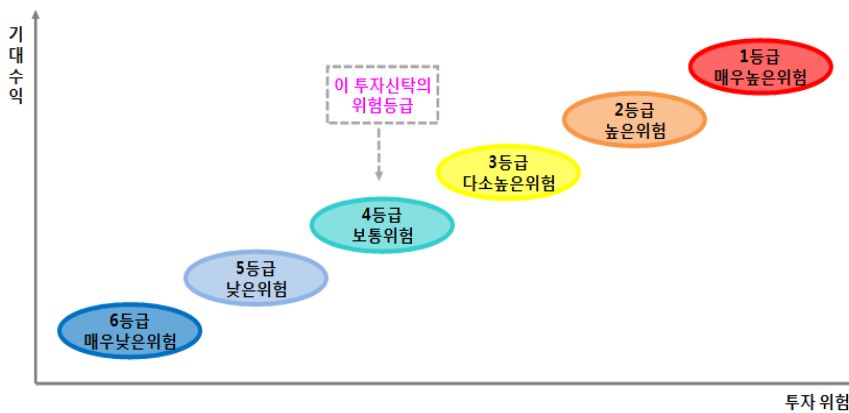 기
대
수
익
이 투자신탁의
위험등급
1등급
매우높은위험
2등급
높은위험
3등급
다소높은위험
4등급
보통위험
5등급
낮은위험
6등급
매우낮은위험
투자 위험